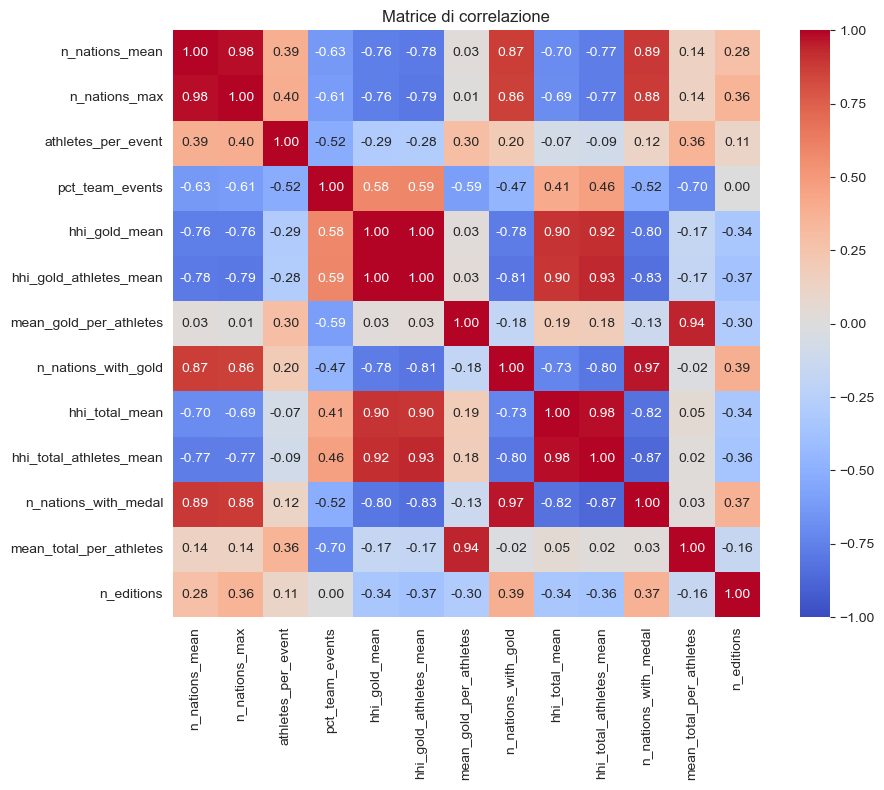 Matrice di correlazione
n_nations_mean 1.00 0.98 0.39 -0.63 -0.76 -0.78 0.03 0.87 -0.70 -0.77 0.89 0.14 0.28
n_nations_max 0.98 1.00 0.40 -0.61 -0.76 -0.79 0.01 0.86 -0.69 -0.77 0.88 0.14 0.36
athletes_per_event 0.39 0.40 1.00 -0.52 -0.29 -0.28 0.30 0.20 -0.07 -0.09 0.12 0.36 0.11
pct_team_events -0.63 -0.61 -0.52 1.00 0.58 0.59 -0.59 -0.47 0.41 0.46 -0.52 -0.70 0.00
hhi_gold_mean -0.76 -0.76 -0.29 0.58 1.00 1.00 0.03 -0.78 0.90 0.92 -0.80 -0.17 -0.34
hhi_gold_athletes_mean -0.78 -0.79 -0.28 0.59 1.00 1.00 0.03 -0.81 0.90 0.93 -0.83 -0.17 -0.37
mean_gold_per_athletes 0.03 0.01 0.30 -0.59 0.03 0.03 1.00 -0.18 0.19 0.18 -0.13 0.94 -0.30
n_nations_with_gold 0.87 0.86 0.20 -0.47 -0.78 -0.81 -0.18 1.00 -0.73 -0.80 0.97 -0.02 0.39
hhi_total_mean -0.70 -0.69 -0.07 0.41 0.90 0.90 0.19 -0.73 1.00 0.98 -0.82 0.05 -0.34
hhi_total_athletes_mean -0.77 -0.77 -0.09 0.46 0.92 0.93 0.18 -0.80 0.98 1.00 -0.87 0.02 -0.36
n_nations_with_medal 0.89 0.88 0.12 -0.52 -0.80 -0.83 -0.13 0.97 -0.82 -0.87 1.00 0.03 0.37
mean_total_per_athletes 0.14 0.14 0.36 -0.70 -0.17 -0.17 0.94 -0.02 0.05 0.02 0.03 1.00 -0.16
n_editions 0.28 0.36 0.11 0.00 -0.34 -0.37 -0.30 0.39 -0.34 -0.36 0.37 -0.16 1.00
n_nations_mean
n_nations_max
athletes_per_event
pct_team_events
hhi_gold_mean
hhi_gold_athletes_mean
mean_gold_per_athletes
n_nations_with_gold
hhi_total_mean
hhi_total_athletes_mean
n_nations_with_medal
mean_total_per_athletes
n_editions
1.00
0.75
0.50
0.25
0.00
−0.25
−0.50
−0.75
−1.00